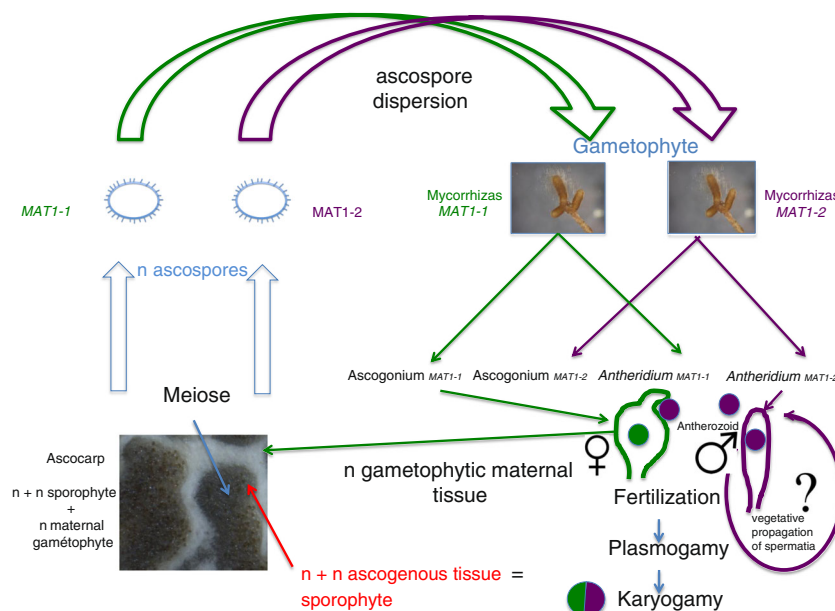 ascospore
dispersion
Gametophyte
MAT1-1
MAT1-2
Mycorrhizas
MAT1-1
Mycorrhizas
MAT1-2
n ascospores
Meiose
Ascogonium MAT1-1
Ascogonium MAT1-2
Antheridium MAT1-1
Antheridium MAT1-2
Antherozoid
♀
♂
Ascocarp
n + n sporophyte
+
n maternal
gamétophyte
n gametophytic maternal
tissue
Fertilization
?
vegetative
propagation
of spermatia
Plasmogamy
n + n ascogenous tissue =
sporophyte
Karyogamy